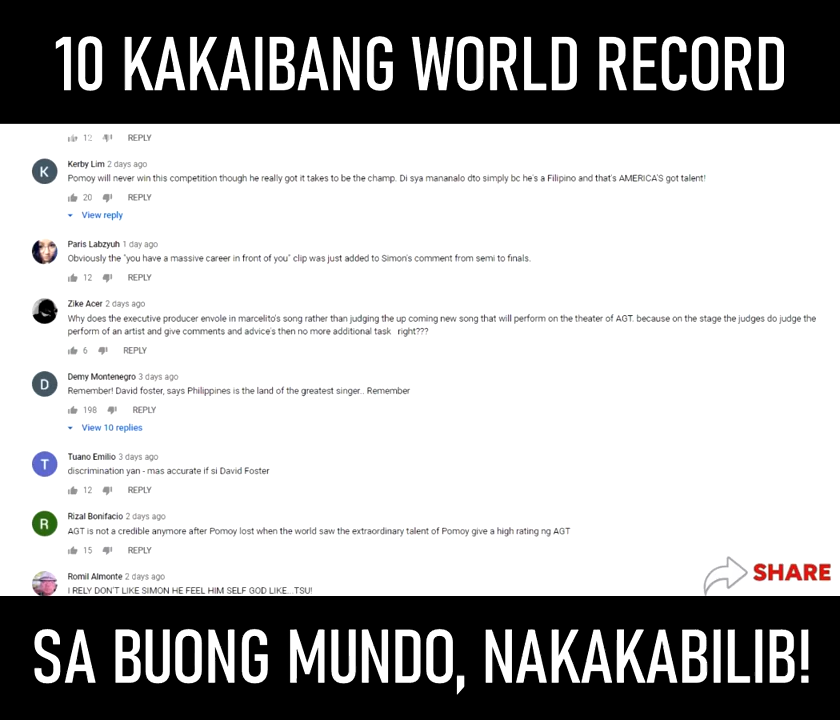 10 KAKAIBANG WORLD RECORD
12 REPLY
K
Kerby Lim 2 days ago
Pomoy will never win this competition though he really got it takes to be the champ. Di sya mananalo dto simply bc he's a Filipino and that's AMERICA'S got talent!
20 REPLY
View reply
Paris Labzyuh 1 day ago
Obviously the "you have a massive career in front of you" clip was just added to Simon's comment from semi to finals.
12 REPLY
Zike Acer 2 days ago
Why does the executive producer envole in marcelito's song rather than judging the up coming new song that will perform on the theater of AGT. because on the stage the judges do judge the
perform of an artist and give comments and advice's then no more additional task right???
6 REPLY
D
Demy Montenegro 3 days ago
Remember! David foster, says Philippines is the land of the greatest singer.. Remember
198 REPLY
View 10 replies
T
Tuano Emilio 3 days ago
discrimination yan - mas accurate if si David Foster
12 REPLY
R
Rizal Bonifacio 2 days ago
AGT is not a credible anymore after Pomoy lost when the world saw the extraordinary talent of Pomoy give a high rating ng AGT
15 REPLY
SHARE
Romil Almonte 2 days ago
I RELY DON'T LIKE SIMON HE FEEL HIM SELF GOD LIKE...TSU!
SA BUONG MUNDO, NAKAKABILIB!